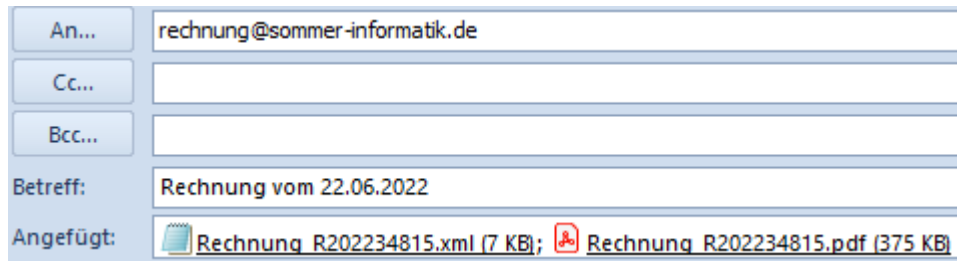 An... rechnung@sommer-informatik.de
Cc...
Bcc...
Betreff: Rechnung vom 22.06.2022
Angefügt: Rechnung_R202234815.xml (7 KB); Rechnung_R202234815.pdf (375 KB)